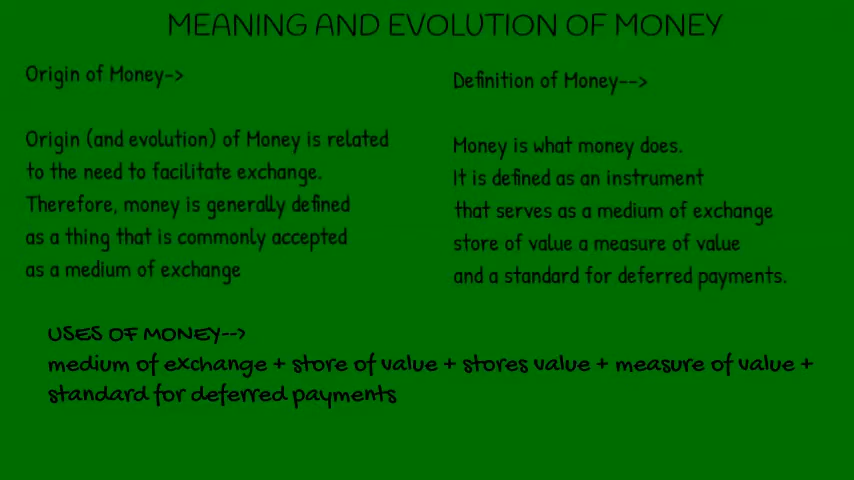 MEANING AND EVOLUTION OF MONEY
Origin of Money->
Origin (and evolution) of Money is related
to the need to facilitate exchange.
Therefore, money is generally defined
as a thing that is commonly accepted
as a medium of exchange
Definition of Money-->
Money is what money does.
It is defined as an instrument
that serves as a medium of exchange
store of value a measure of value
and a standard for deferred payments.
USES OF MONEY-->
medium of exchange + store of value + stores value + measure of value +
standard for deferred payments